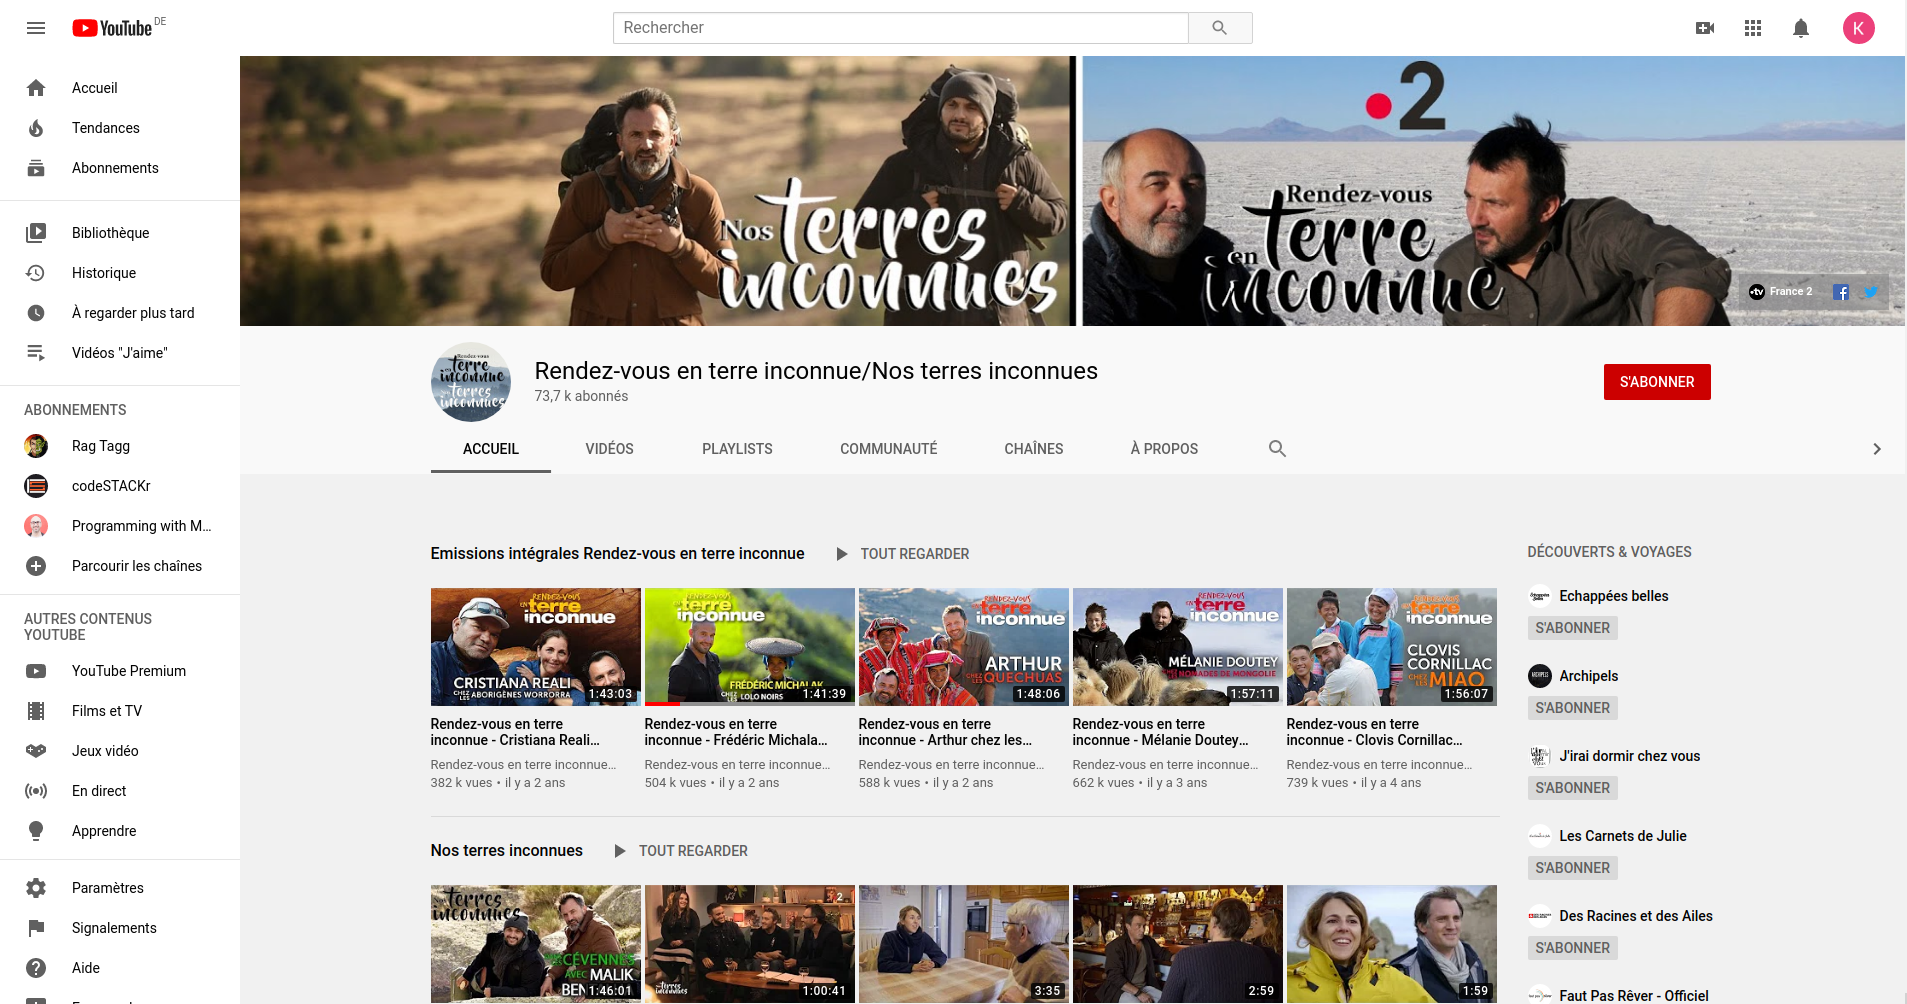 YouTube DE
Rechercher
K
Accueil
Tendances
Abonnements
Bibliothèque
Historique
À regarder plus tard
Vidéos "J'aime"
ABONNEMENTS
Rag Tagg
codeSTACKr
Programming with M...
Parcourir les chaînes
AUTRES CONTENUS
YOUTUBE
YouTube Premium
Films et TV
Jeux vidéo
En direct
Apprendre
Paramètres
Signalements
Aide
Nos terres
inconnues
2
Rendez-vous
en terre
inconnue
France 2
Rendez-vous en terre inconnue/Nos terres inconnues
73,7 k abonnés
S'ABONNER
ACCUEIL
VIDÉOS
PLAYLISTS
COMMUNAUTÉ
CHAÎNES
À PROPOS
Emissions intégrales Rendez-vous en terre inconnue
TOUT REGARDER
RENDEZ-VOUS
EN terre
inconnue
CRISTIANA REALI
CHEZ LES ABORIGÈNES WORRORRA
1:43:03
Rendez-vous en terre
inconnue - Cristiana Reali...
Rendez-vous en terre inconnue...
382 k vues • il y a 2 ans
RENDEZ-VOUS
EN terre
inconnue
FRÉDÉRIC MICHALAK
CHEZ LES LOLO NOIRS
1:41:39
Rendez-vous en terre
inconnue - Frédéric Michala...
Rendez-vous en terre inconnue...
504 k vues • il y a 2 ans
RENDEZ-VOUS
EN terre
inconnue
ARTHUR
CHEZ LES QUECHUAS
1:48:06
Rendez-vous en terre
inconnue - Arthur chez les...
Rendez-vous en terre inconnue...
588 k vues • il y a 2 ans
RENDEZ-VOUS
EN terre
inconnue
MÉLANIE DOUTEY
CHEZ LES NOMADES DE MONGOLIE
1:57:11
Rendez-vous en terre
inconnue - Mélanie Doutey...
Rendez-vous en terre inconnue...
662 k vues • il y a 3 ans
RENDEZ-VOUS
EN terre
inconnue
CLOVIS
CORNILLAC
CHEZ LES MIAO
1:56:07
Rendez-vous en terre
inconnue - Clovis Cornillac...
Rendez-vous en terre inconnue...
739 k vues • il y a 4 ans
Nos terres inconnues
TOUT REGARDER
Nos terres
inconnues
CÉVENNES
AVEC MALIK
BEN
1:46:01
2
terres
inconnues
1:00:41
3:35
2:59
1:59
DÉCOUVERTS & VOYAGES
Echappées belles
S'ABONNER
ARCHIPELS
Archipels
S'ABONNER
J'irai dormir chez vous
S'ABONNER
Les Carnets de Julie
S'ABONNER
Des Racines et des Ailes
S'ABONNER
Faut Pas Rêver - Officiel